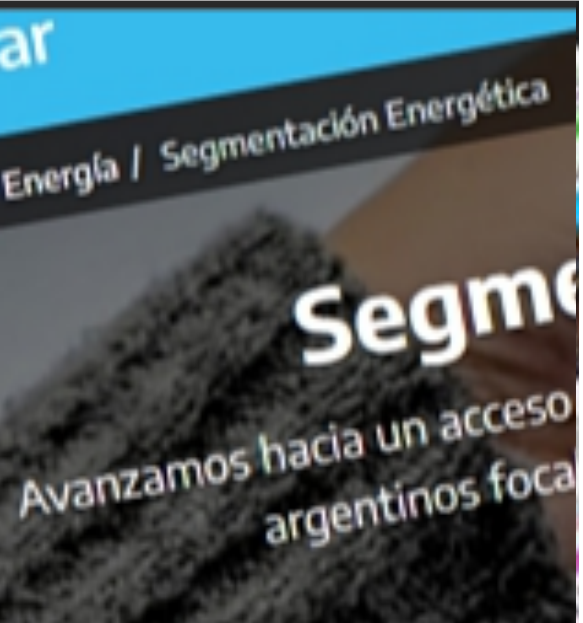 ar
Energía / Segmentación Energética
Segme
Avanzamos hacia un acceso
argentinos foca